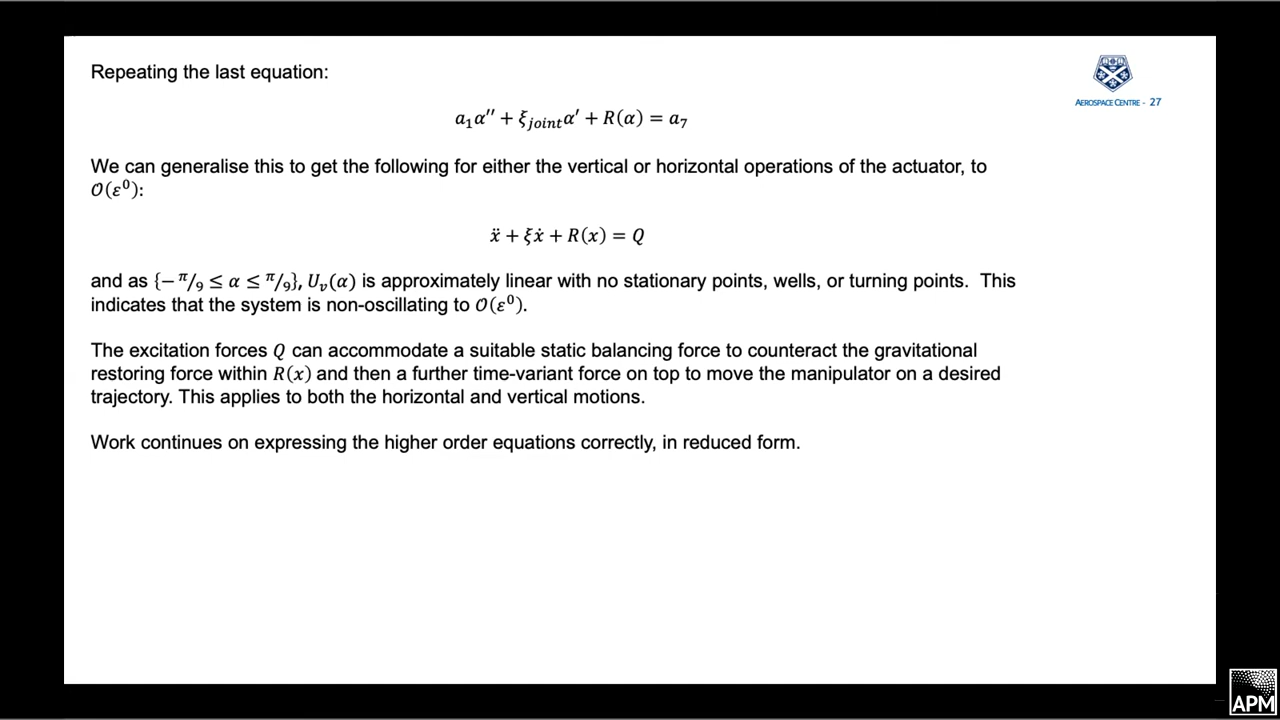 Repeating the last equation:
AEROSPACE CENTRE - 27
a₁α′′ + ξⱼₒᵢₙₜα′ + R(α) = a₇
We can generalise this to get the following for either the vertical or horizontal operations of the actuator, to
𝒪(ε⁰):
ẍ + ξẋ + R(x) = Q
and as {− π/9 ≤ α ≤ π/9}, Uᵥ(α) is approximately linear with no stationary points, wells, or turning points. This
indicates that the system is non-oscillating to 𝒪(ε⁰).
The excitation forces Q can accommodate a suitable static balancing force to counteract the gravitational
restoring force within R(x) and then a further time-variant force on top to move the manipulator on a desired
trajectory. This applies to both the horizontal and vertical motions.
Work continues on expressing the higher order equations correctly, in reduced form.
APM